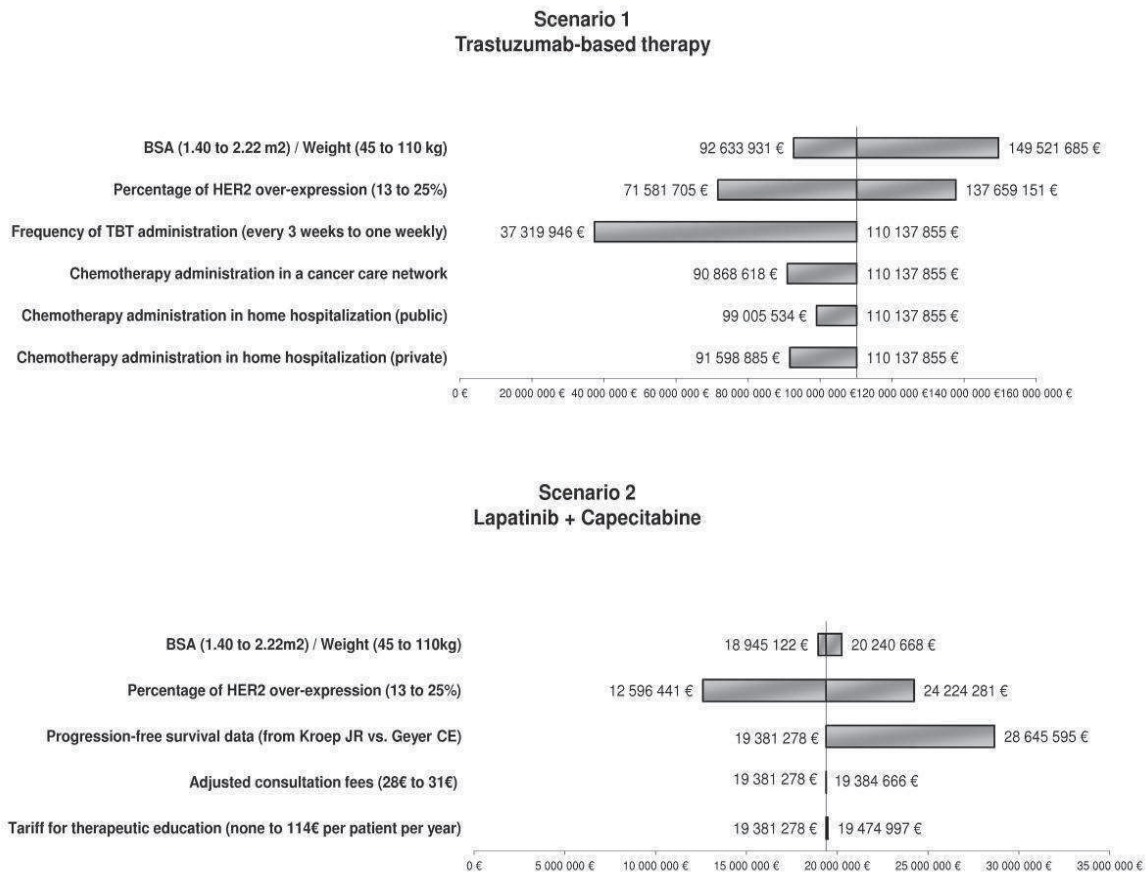 Scenario 1
Trastuzumab-based therapy
BSA (1.40 to 2.22 m2) / Weight (45 to 110 kg) 92 633 931 € 149 521 685 €
Percentage of HER2 over-expression (13 to 25%) 71 581 705 € 137 659 151 €
Frequency of TBT administration (every 3 weeks to one weekly) 37 319 946 € 110 137 855 €
Chemotherapy administration in a cancer care network 90 868 618 € 110 137 855 €
Chemotherapy administration in home hospitalization (public) 99 005 534 € 110 137 855 €
Chemotherapy administration in home hospitalization (private) 91 598 885 € 110 137 855 €
0 € 20 000 000 € 40 000 000 € 60 000 000 € 80 000 000 € 100 000 000 € 120 000 000 € 140 000 000 € 160 000 000 €
Scenario 2
Lapatinib + Capecitabine
BSA (1.40 to 2.22m2) / Weight (45 to 110kg) 18 945 122 € 20 240 668 €
Percentage of HER2 over-expression (13 to 25%) 12 596 441 € 24 224 281 €
Progression-free survival data (from Kroep JR vs. Geyer CE) 19 381 278 € 28 645 595 €
Adjusted consultation fees (28€ to 31€) 19 381 278 € 19 384 666 €
Tariff for therapeutic education (none to 114€ per patient per year) 19 381 278 € 19 474 997 €
0 € 5 000 000 € 10 000 000 € 15 000 000 € 20 000 000 € 25 000 000 € 30 000 000 € 35 000 000 €